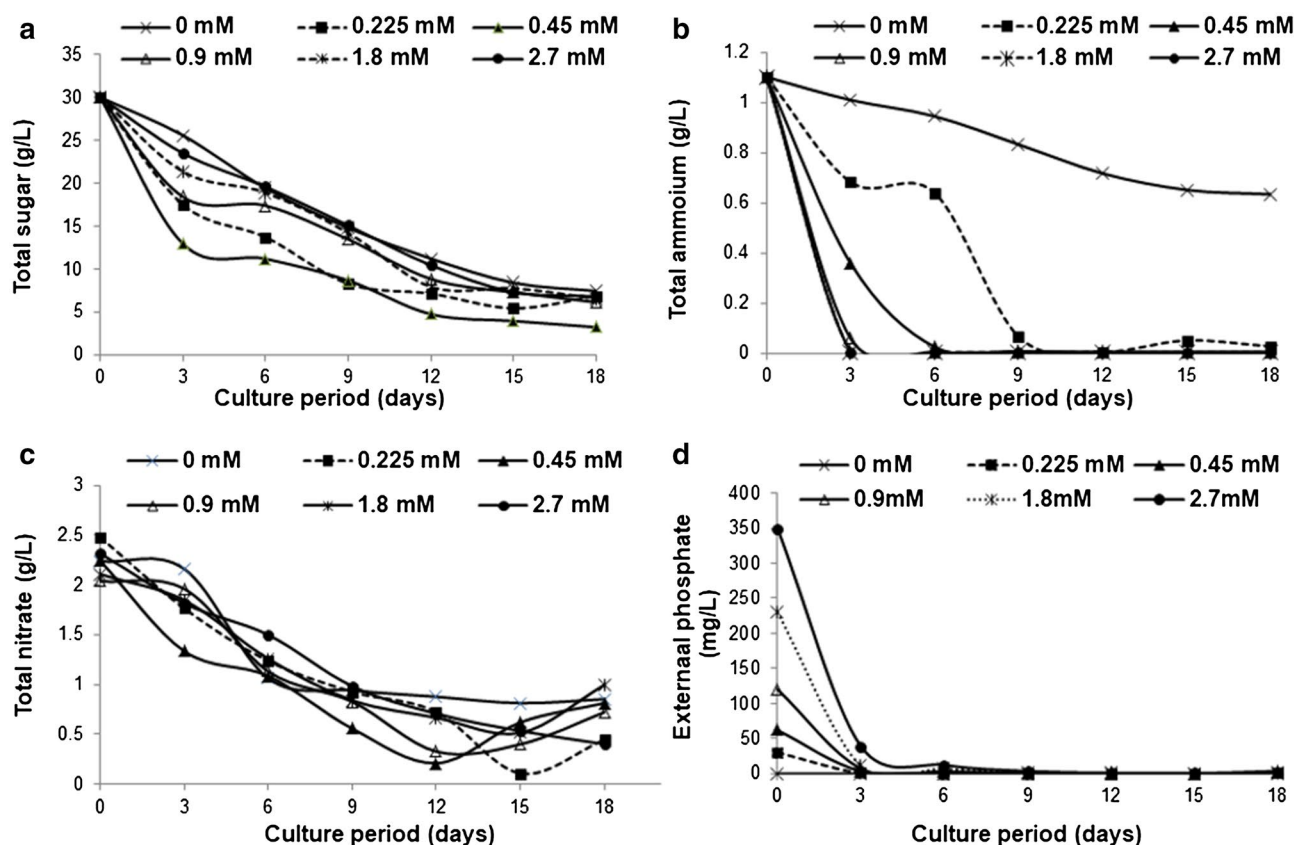 a
0 mM 0.225 mM 0.45 mM
0.9 mM 1.8 mM 2.7 mM
Total sugar (g/L)
35
30
25
20
15
10
5
0
0 3 6 9 12 15 18
Culture period (days)
b
0 mM 0.225 mM 0.45 mM
0.9 mM 1.8 mM 2.7 mM
Total ammoium (g/L)
1.2
1
0.8
0.6
0.4
0.2
0
0 3 6 9 12 15 18
Culture period (days)
c
0 mM 0.225 mM 0.45 mM
0.9 mM 1.8 mM 2.7 mM
Total nitrate (g/L)
3
2.5
2
1.5
1
0.5
0
0 3 6 9 12 15 18
Culture period (days)
d
0 mM 0.225 mM 0.45 mM
0.9mM 1.8mM 2.7mM
Externaal phosphate
(mg/L)
400
350
300
250
200
150
100
50
0
0 3 6 9 12 15 18
Culture period (days)